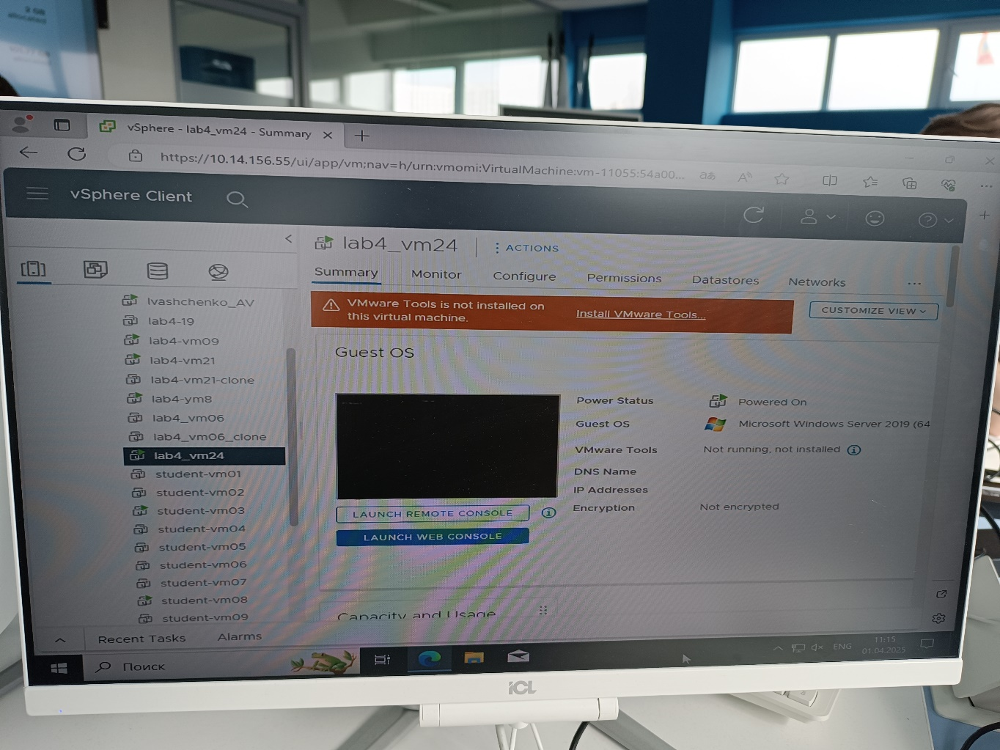 vSphere - lab4_vm24 - Summary
https://10.14.156.55/ui/app/vm;nav=h/urn:vmomi:VirtualMachine:vm-11055:54a00...
vSphere Client
lab4_vm24
ACTIONS
Summary Monitor Configure Permissions Datastores Networks ...
VMware Tools is not installed on
this virtual machine.
Install VMware Tools...
CUSTOMIZE VIEW
Ivashchenko_AV
lab4-19
lab4-vm09
lab4-vm21
lab4-vm21-clone
lab4-ym8
lab4_vm06
lab4_vm06_clone
lab4_vm24
student-vm01
student-vm02
student-vm03
student-vm04
student-vm05
student-vm06
student-vm07
student-vm08
student-vm09
Guest OS
Power Status Powered On
Guest OS Microsoft Windows Server 2019 (64
VMware Tools Not running, not installed
DNS Name
IP Addresses
Encryption Not encrypted
LAUNCH REMOTE CONSOLE
LAUNCH WEB CONSOLE
Capacity and Usage
Recent Tasks Alarms
Поиск
ENG
11:15
01.04.2025
iCL